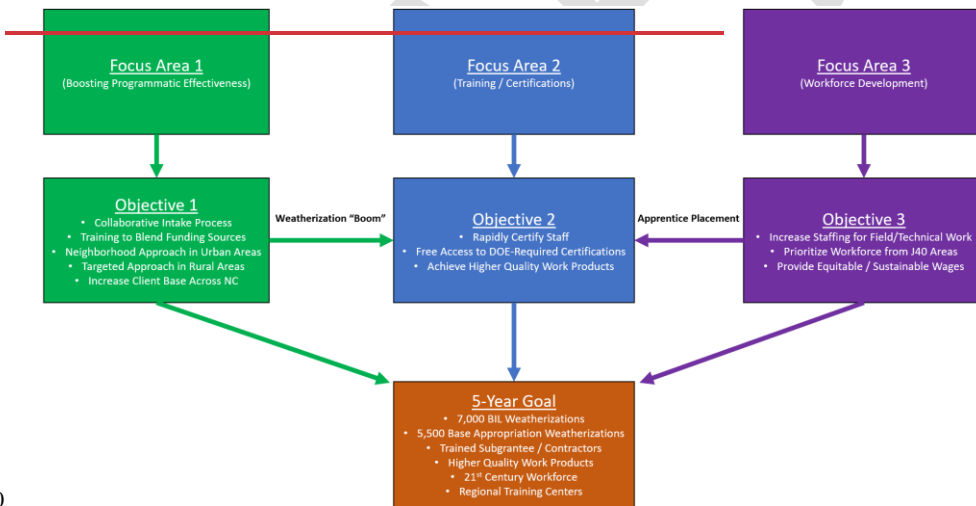 Focus Area 1
(Boosting Programmatic Effectiveness)
Focus Area 2
(Training / Certifications)
Focus Area 3
(Workforce Development)
Objective 1
• Collaborative Intake Process
• Training to Blend Funding Sources
• Neighborhood Approach in Urban Areas
• Targeted Approach in Rural Areas
• Increase Client Base Across NC
Weatherization "Boom"
Objective 2
• Rapidly Certify Staff
• Free Access to DOE-Required Certifications
• Achieve Higher Quality Work Products
Apprentice Placement
Objective 3
• Increase Staffing for Field/Technical Work
• Prioritize Workforce from J40 Areas
• Provide Equitable / Sustainable Wages
5-Year Goal
• 7,000 BIL Weatherizations
• 5,500 Base Appropriation Weatherizations
• Trained Subgrantee / Contractors
• Higher Quality Work Products
• 21st Century Workforce
• Regional Training Centers
)